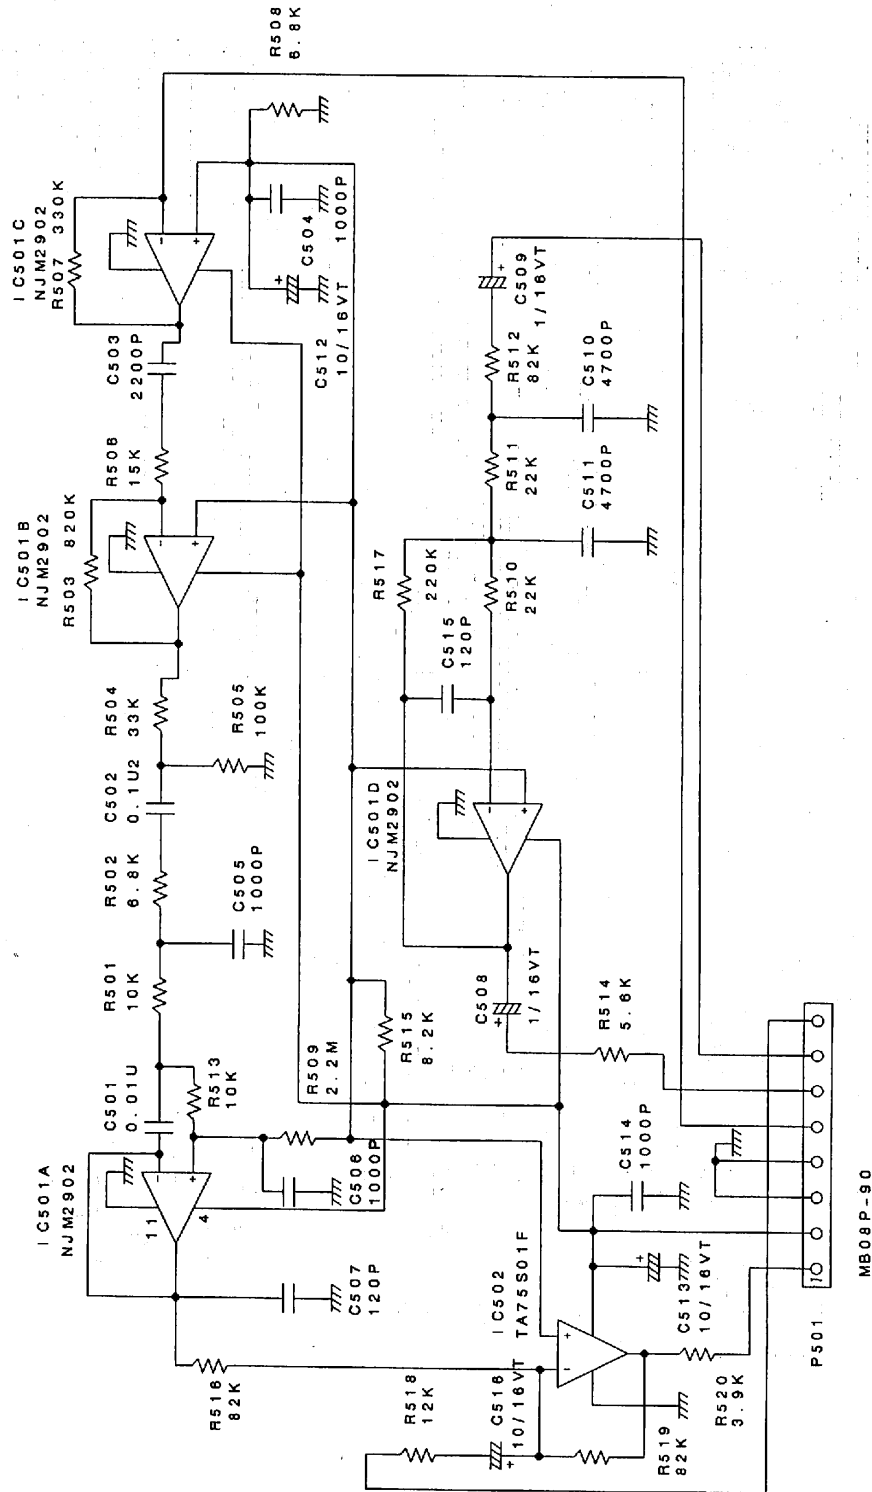 R508
6.8K
IC501C
NJM2902
R507 330K
C503
2200P
C504
1000P
C512
10/16VT
R506
15K
IC501B
NJM2902
R503 820K
C509
1/16VT
R512
82K
C510
4700P
R511
22K
C511
4700P
R517
220K
R510
22K
C515
120P
R504
33K
R505
100K
C502
0.1U2
R502
6.8K
C505
1000P
IC501D
NJM2902
R501
10K
C508
1/16VT
R515
8.2K
R509
2.2M
R514
5.6K
C501
0.01U
R513
10K
IC501A
NJM2902
11
4
C506
1000P
C507
120P
C514
1000P
IC502
TA75S01F
C513
10/16VT
R516
82K
R518
12K
C516
10/16VT
R519
82K
R520
3.9K
1
P501
MB08P-90
+
-